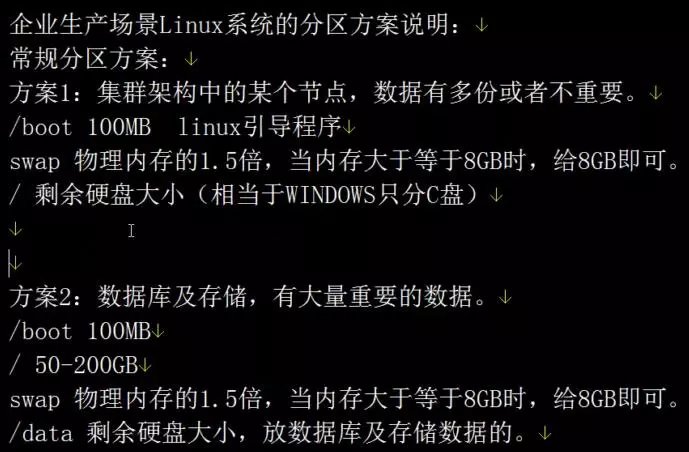 企业生产场景Linux系统的分区方案说明：
常规分区方案：
方案1：集群架构中的某个节点，数据有多份或者不重要。
/boot 100MB  linux引导程序
swap 物理内存的1.5倍，当内存大于等于8GB时，给8GB即可。
/ 剩余硬盘大小（相当于WINDOWS只分C盘）
方案2：数据库及存储，有大量重要的数据。
/boot 100MB
/ 50-200GB
swap 物理内存的1.5倍，当内存大于等于8GB时，给8GB即可。
/data 剩余硬盘大小，放数据库及存储数据的。